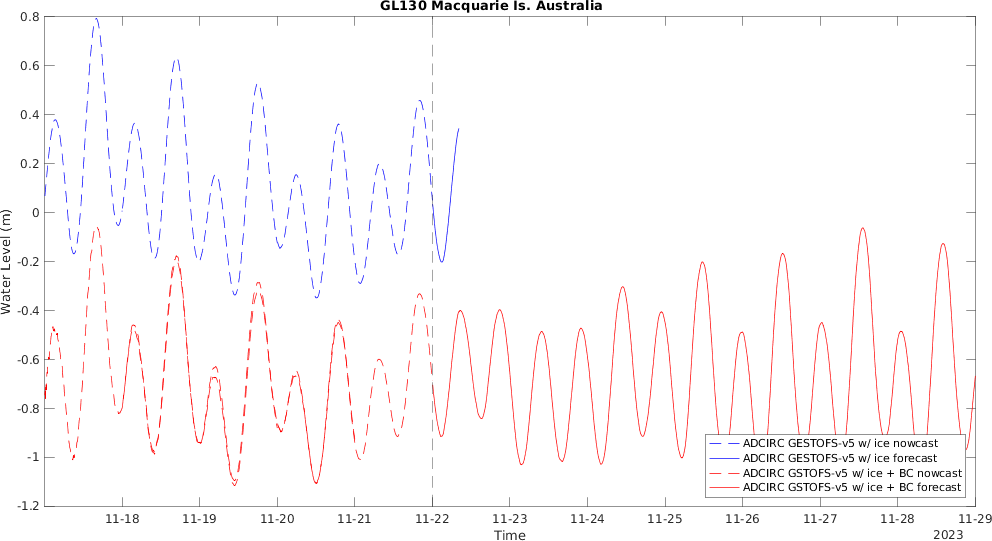 GL130 Macquarie Is. Australia
0.8
0.6
0.4
0.2
0
-0.2
-0.4
-0.6
-0.8
-1
-1.2
Water Level (m)
11-18 11-19 11-20 11-21 11-22 11-23 11-24 11-25 11-26 11-27 11-28 11-29
Time
2023
ADCIRC GESTOFS-v5 w/ ice nowcast
ADCIRC GESTOFS-v5 w/ ice forecast
ADCIRC GSTOFS-v5 w/ ice + BC nowcast
ADCIRC GSTOFS-v5 w/ ice + BC forecast